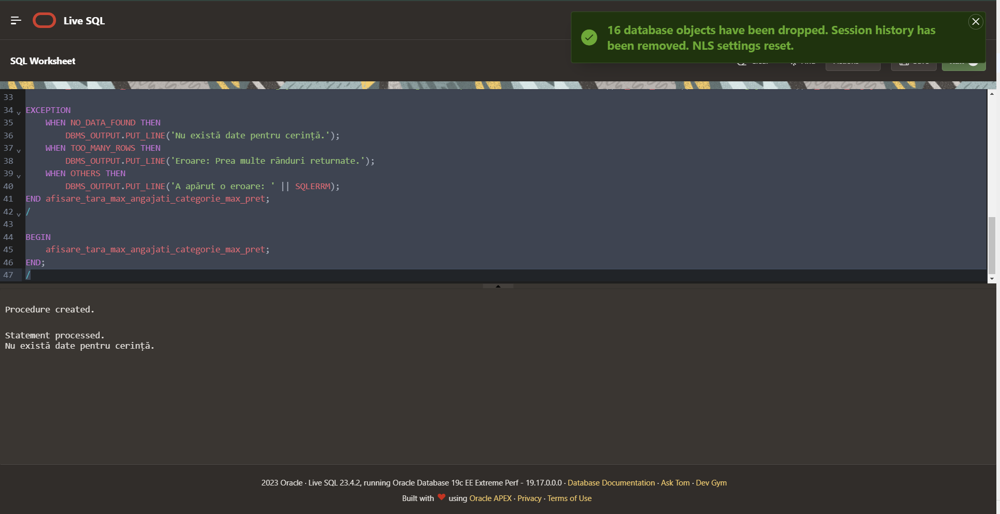 Live SQL
16 database objects have been dropped. Session history has
been removed. NLS settings reset.
SQL Worksheet
33
34 EXCEPTION
35 WHEN NO_DATA_FOUND THEN
36 DBMS_OUTPUT.PUT_LINE('Nu există date pentru cerință.');
37 WHEN TOO_MANY_ROWS THEN
38 DBMS_OUTPUT.PUT_LINE('Eroare: Prea multe rânduri returnate.');
39 WHEN OTHERS THEN
40 DBMS_OUTPUT.PUT_LINE('A apărut o eroare: ' || SQLERRM);
41 END afisare_tara_max_angajati_categorie_max_pret;
42 /
43
44 BEGIN
45 afisare_tara_max_angajati_categorie_max_pret;
46 END;
47 /
Procedure created.
Statement processed.
Nu există date pentru cerință.
2023 Oracle · Live SQL 23.4.2, running Oracle Database 19c EE Extreme Perf - 19.17.0.0.0 · Database Documentation · Ask Tom · Dev Gym
Built with ❤ using Oracle APEX · Privacy · Terms of Use